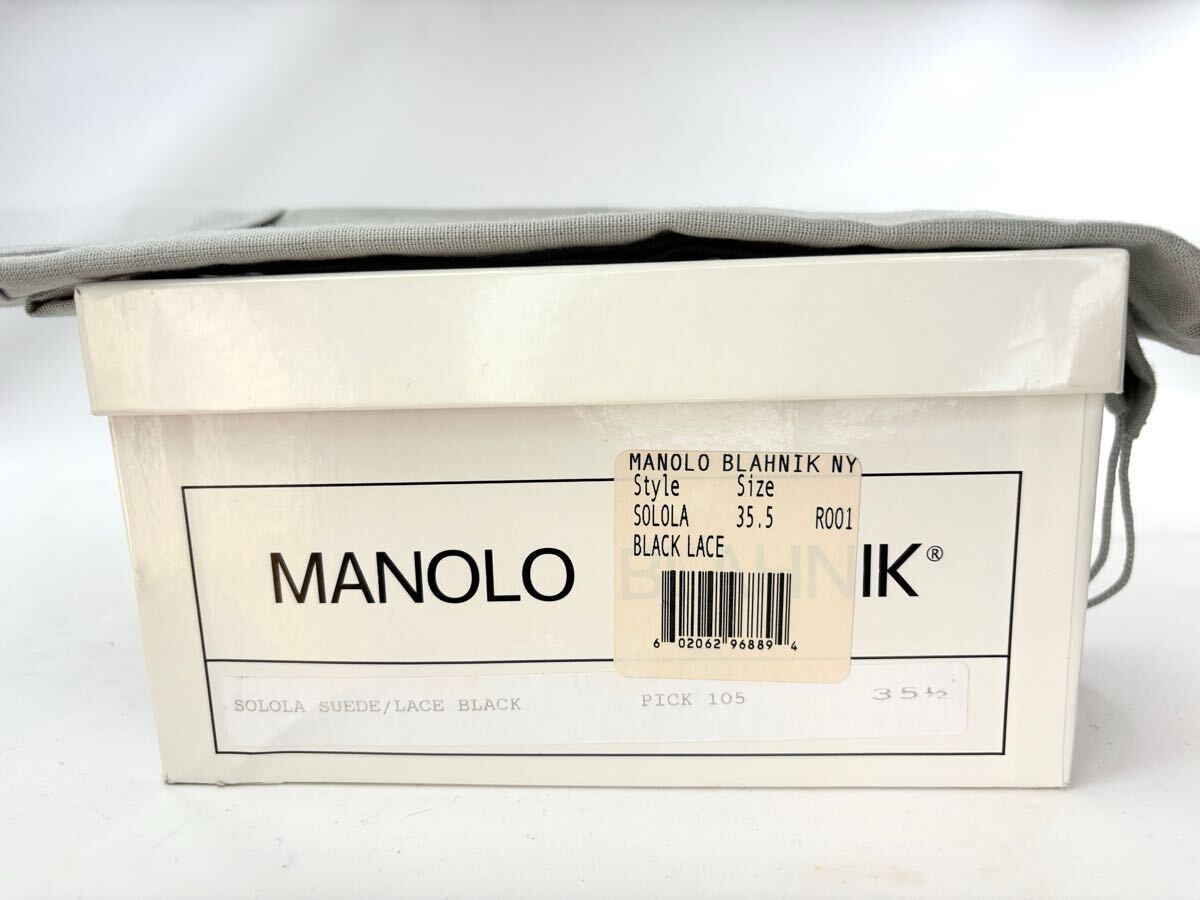 MANOLO BLAHNIK NY
Style Size
SOLOLA 35.5 R001
BLACK LACE
6 02062 96889 4
MANOLO BLAHNIK®
SOLOLA SUEDE/LACE BLACK PICK 105 35½